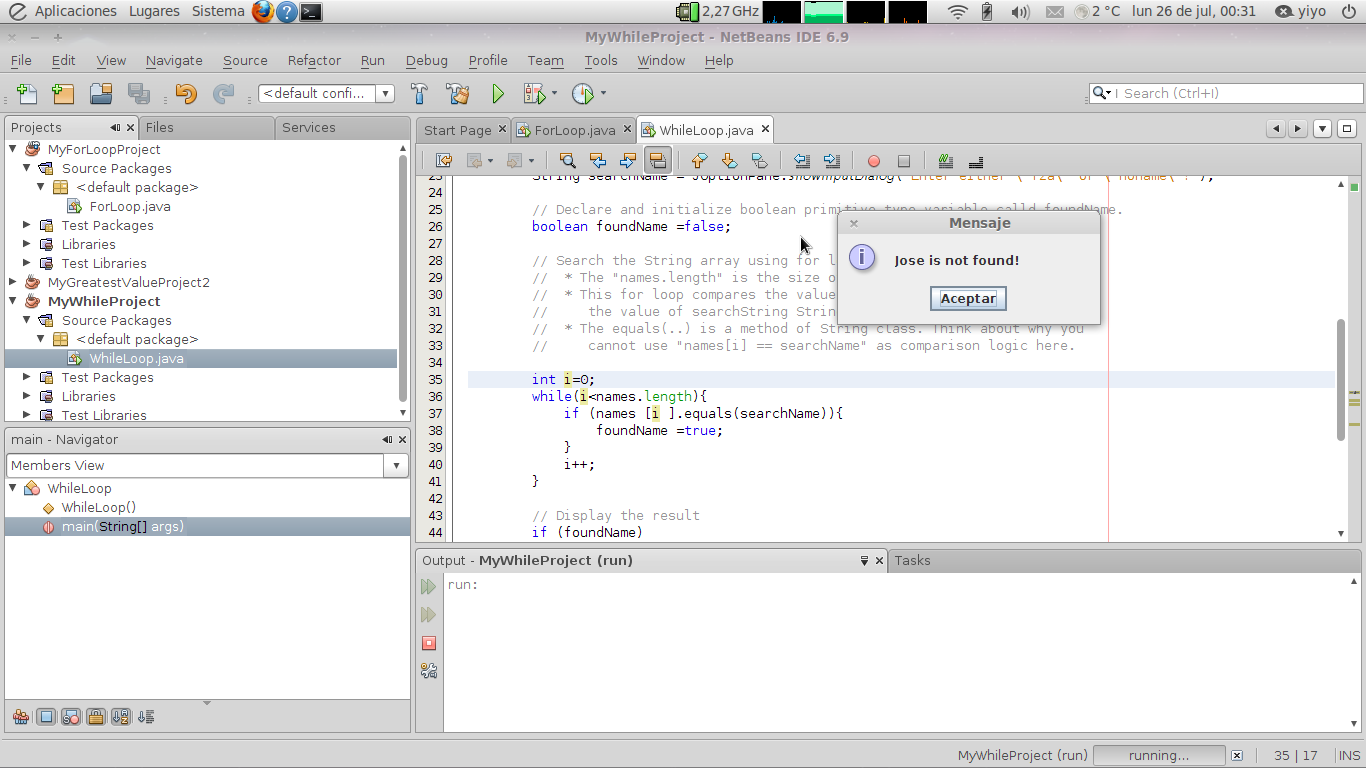 Aplicaciones Lugares Sistema 2,27 GHz 2 °C lun 26 de jul, 00:31 yiyo
MyWhileProject - NetBeans IDE 6.9
File Edit View Navigate Source Refactor Run Debug Profile Team Tools Window Help
<default confi... Search (Ctrl+I)
Projects Files Services
MyForLoopProject
Source Packages
<default package>
ForLoop.java
Test Packages
Libraries
Test Libraries
MyGreatestValueProject2
MyWhileProject
Source Packages
<default package>
WhileLoop.java
Test Packages
Libraries
Test Libraries
main - Navigator
Members View
WhileLoop
WhileLoop()
main(String[] args)
Start Page ForLoop.java WhileLoop.java
23 String searchName = JOptionPane.showInputDialog("Enter either \"Yza\" or \"noname\"!");
24
25 // Declare and initialize boolean primitive type variable calld foundName.
26 boolean foundName =false;
27
28 // Search the String array using for l
29 // * The "names.length" is the size o
30 // * This for loop compares the value
31 // the value of searchString Strin
32 // * The equals(..) is a method of String class. Think about why you
33 // cannot use "names[i] == searchName" as comparison logic here.
34
35 int i=0;
36 while(i<names.length){
37 if (names [i ].equals(searchName)){
38 foundName =true;
39 }
40 i++;
41 }
42
43 // Display the result
44 if (foundName)
Mensaje
Jose is not found!
Aceptar
Output - MyWhileProject (run) Tasks
run:
MyWhileProject (run) running... 35 | 17 INS